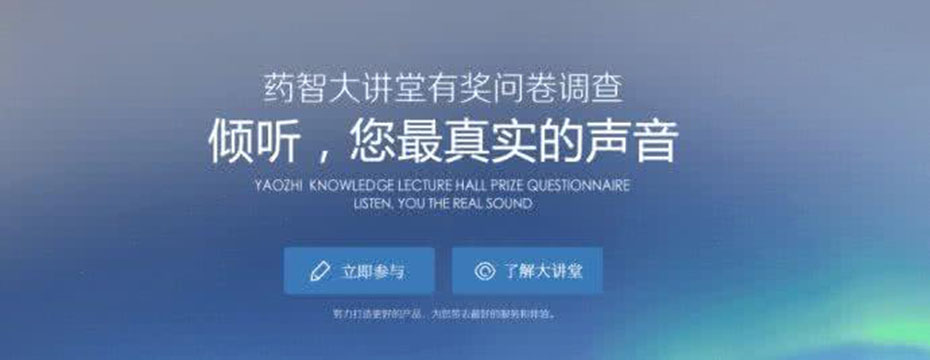 药智大讲堂有奖问卷调查
倾听，您最真实的声音
YAOZHI KNOWLEDGE LECTURE HALL PRIZE QUESTIONNAIRE
LISTEN, YOU THE REAL SOUND
立即参与
了解大讲堂
努力打造更好的产品，为您带去最好的服务和体验。